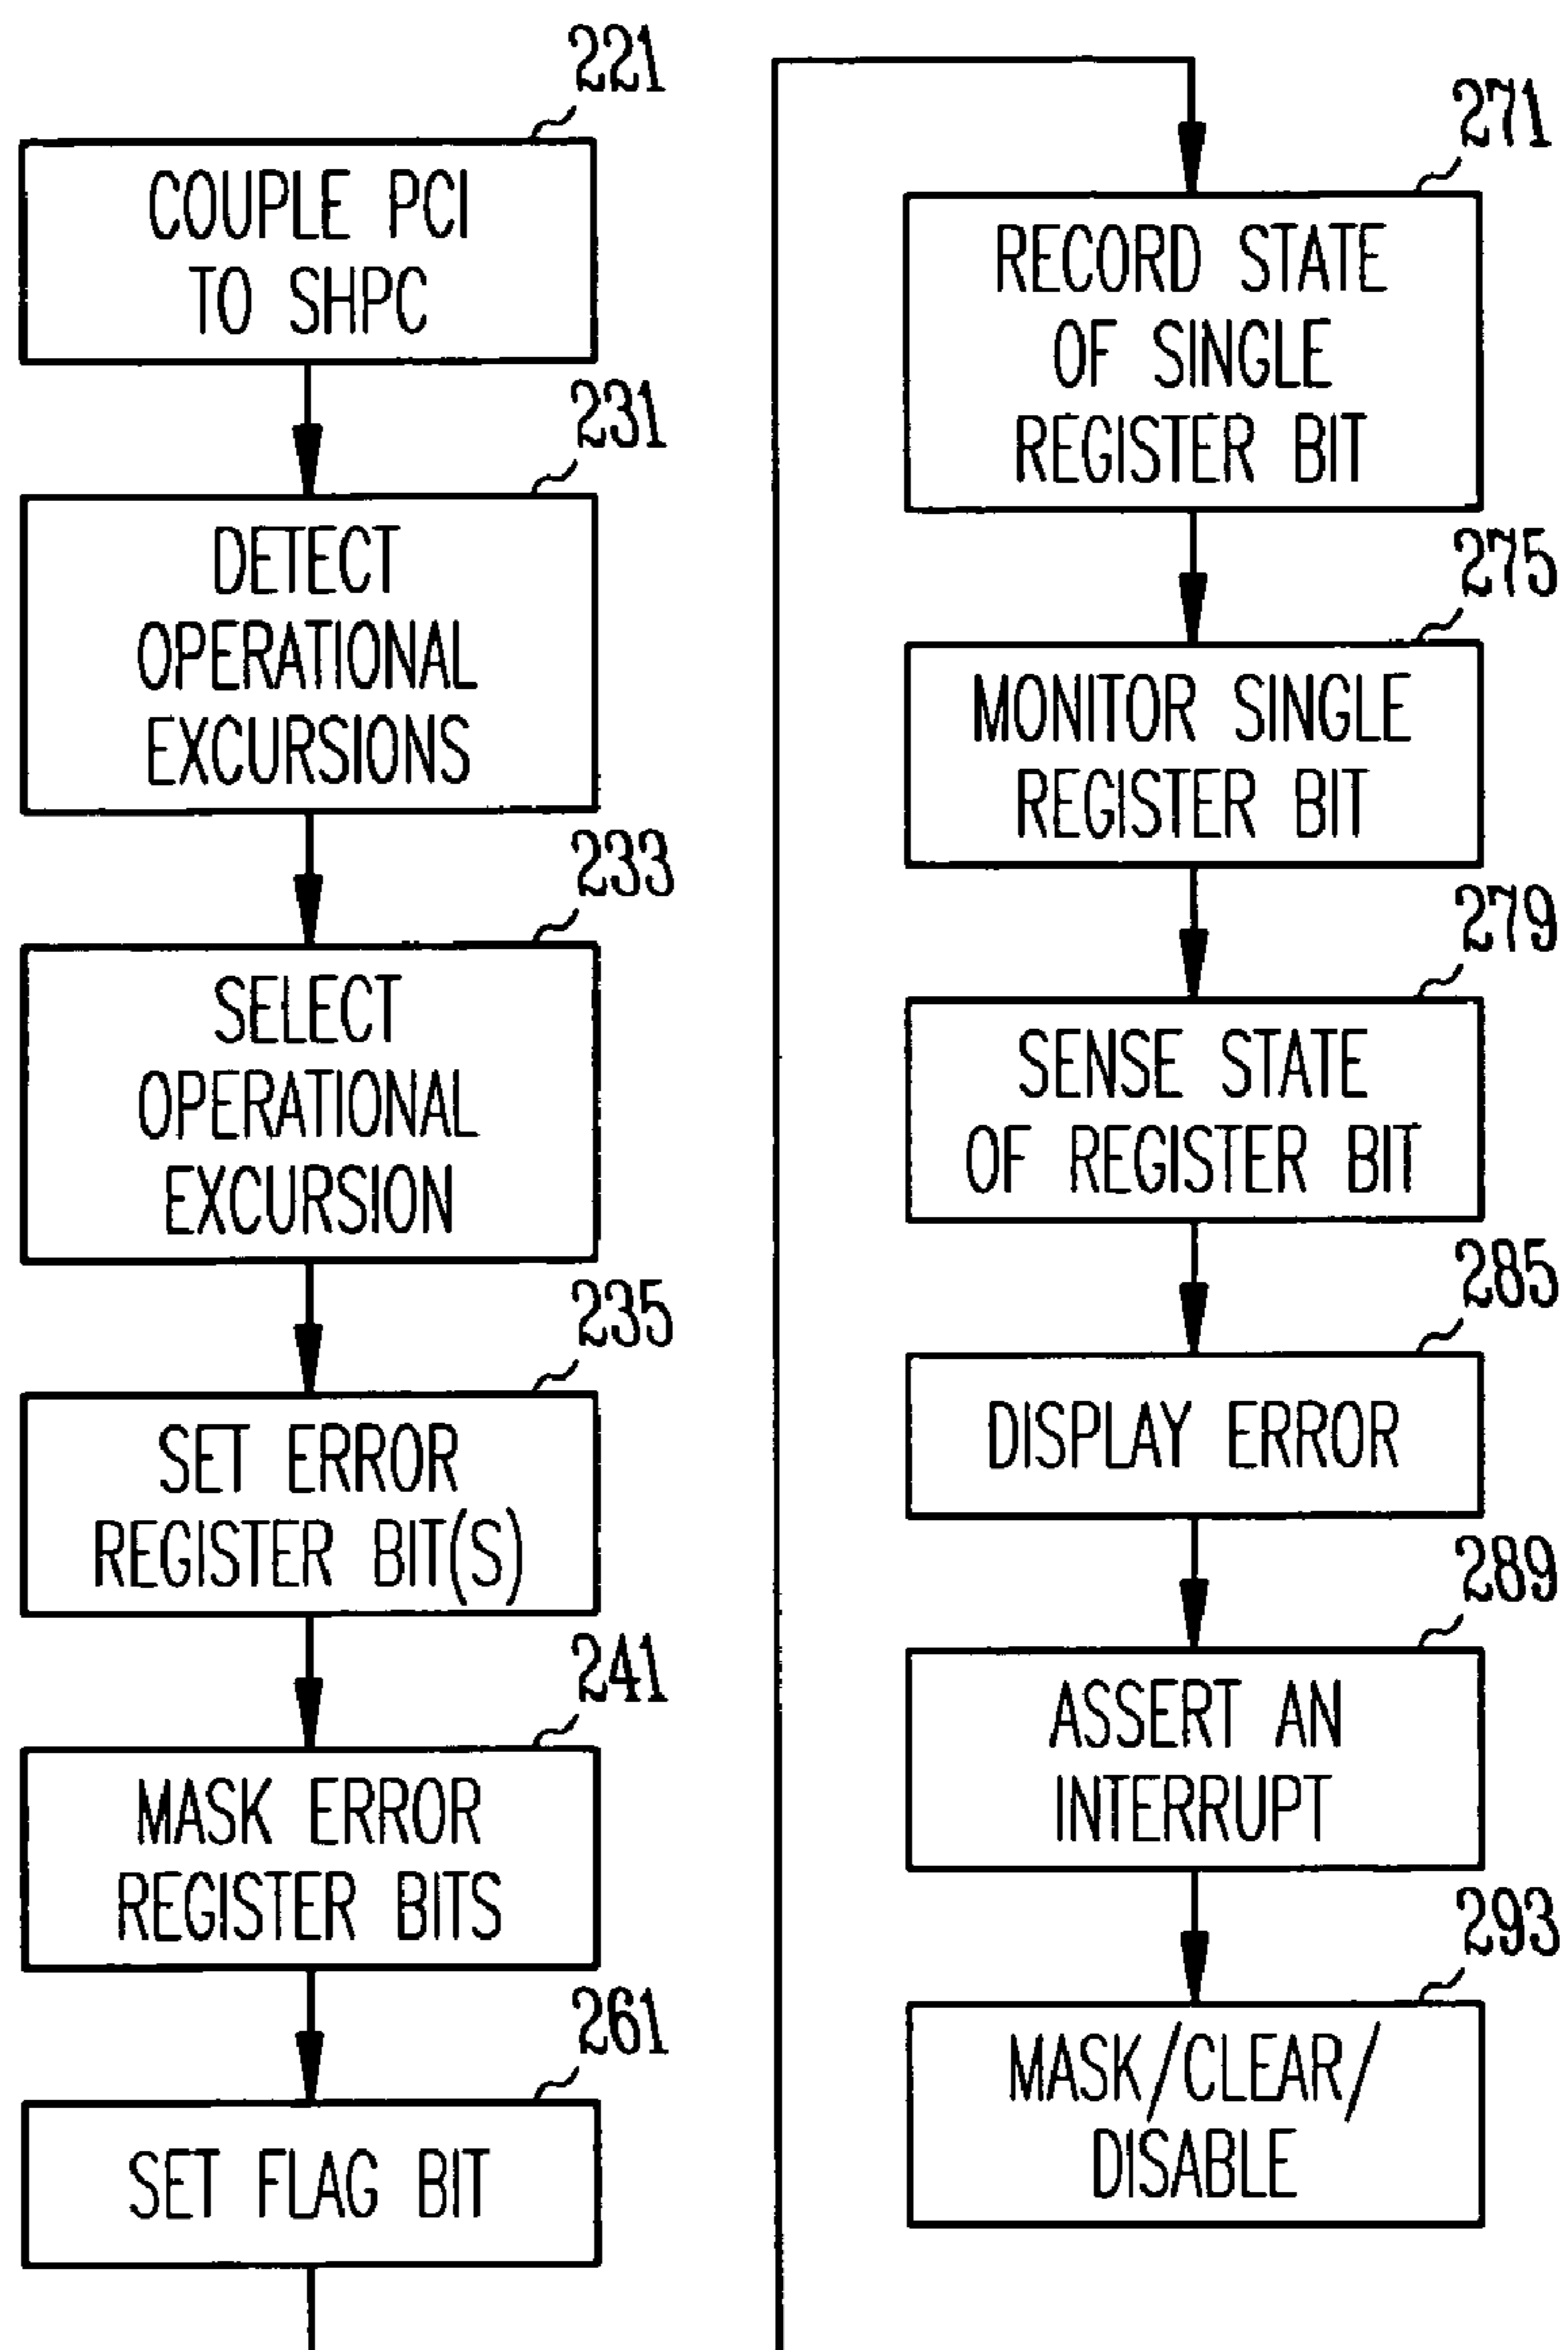 221
COUPLE PCI
TO SHPC
231
DETECT
OPERATIONAL
EXCURSIONS
233
SELECT
OPERATIONAL
EXCURSION
235
SET ERROR
REGISTER BIT(S)
241
MASK ERROR
REGISTER BITS
261
SET FLAG BIT
271
RECORD STATE
OF SINGLE
REGISTER BIT
275
MONITOR SINGLE
REGISTER BIT
279
SENSE STATE
OF REGISTER BIT
285
DISPLAY ERROR
289
ASSERT AN
INTERRUPT
293
MASK/CLEAR/
DISABLE